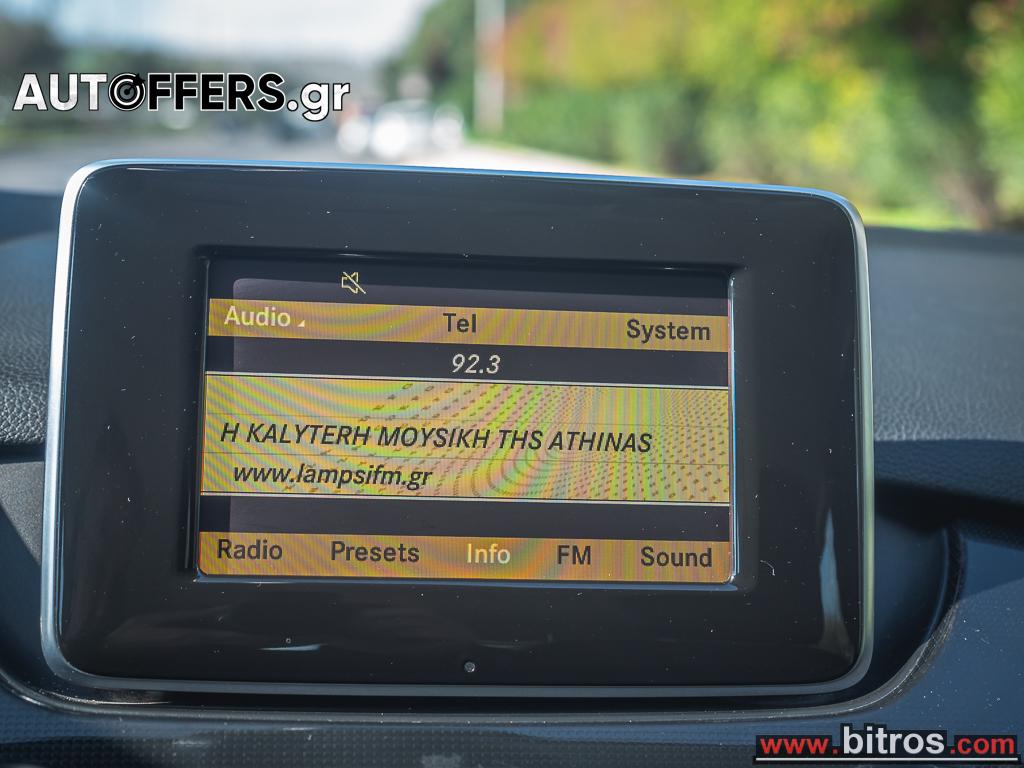 AUTOFFERS.gr
Audio Tel System
92.3
H KALYTERH MOYSIKH THS ATHINAS
www.lampsifm.gr
Radio Presets Info FM Sound
www.bitros.com